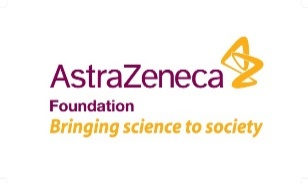 AstraZeneca
Foundation
Bringing science to society